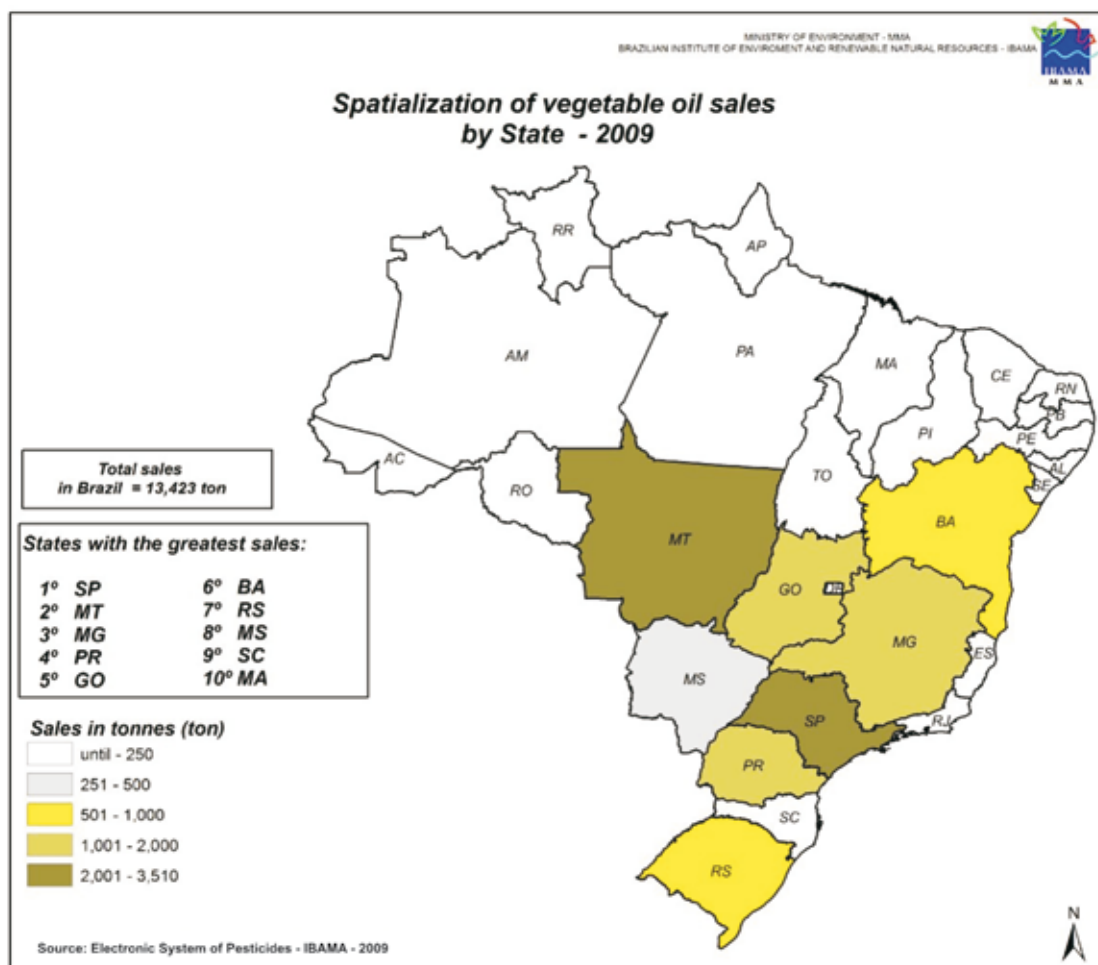 MINISTRY OF ENVIRONMENT - MMA
BRAZILIAN INSTITUTE OF ENVIROMENT AND RENEWABLE NATURAL RESOURCES - IBAMA
IBAMA
M M A
Spatialization of vegetable oil sales
by State - 2009
RR
AP
AM
PA
MA
CE
RN
PB
PI
PE
AC
AL
SE
TO
RO
BA
MT
GO
DF
MG
ES
MS
SP
RJ
PR
SC
RS
Total sales
in Brazil = 13,423 ton
States with the greatest sales:
1º SP
2º MT
3º MG
4º PR
5º GO
6º BA
7º RS
8º MS
9º SC
10º MA
Sales in tonnes (ton)
until - 250
251 - 500
501 - 1,000
1,001 - 2,000
2,001 - 3,510
N
Source: Electronic System of Pesticides - IBAMA - 2009